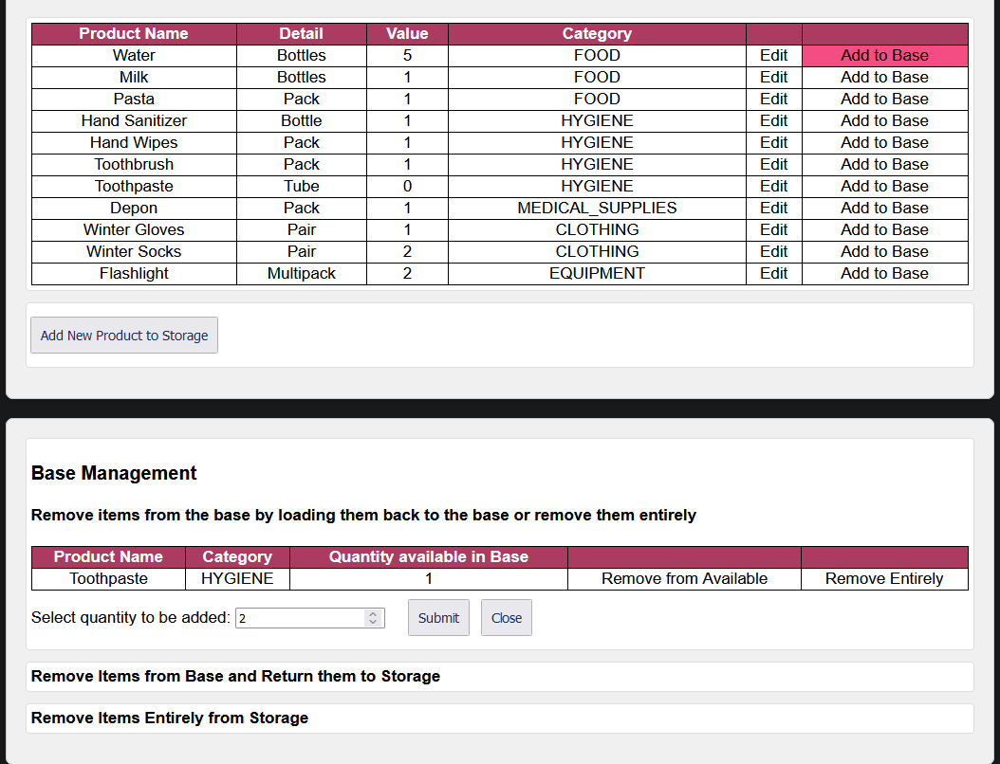 Product Name Detail Value Category
Water Bottles 5 FOOD Edit Add to Base
Milk Bottles 1 FOOD Edit Add to Base
Pasta Pack 1 FOOD Edit Add to Base
Hand Sanitizer Bottle 1 HYGIENE Edit Add to Base
Hand Wipes Pack 1 HYGIENE Edit Add to Base
Toothbrush Pack 1 HYGIENE Edit Add to Base
Toothpaste Tube 0 HYGIENE Edit Add to Base
Depon Pack 1 MEDICAL_SUPPLIES Edit Add to Base
Winter Gloves Pair 1 CLOTHING Edit Add to Base
Winter Socks Pair 2 CLOTHING Edit Add to Base
Flashlight Multipack 2 EQUIPMENT Edit Add to Base
Add New Product to Storage
Base Management
Remove items from the base by loading them back to the base or remove them entirely
Product Name Category Quantity available in Base
Toothpaste HYGIENE 1 Remove from Available Remove Entirely
Select quantity to be added: 2 Submit Close
Remove Items from Base and Return them to Storage
Remove Items Entirely from Storage